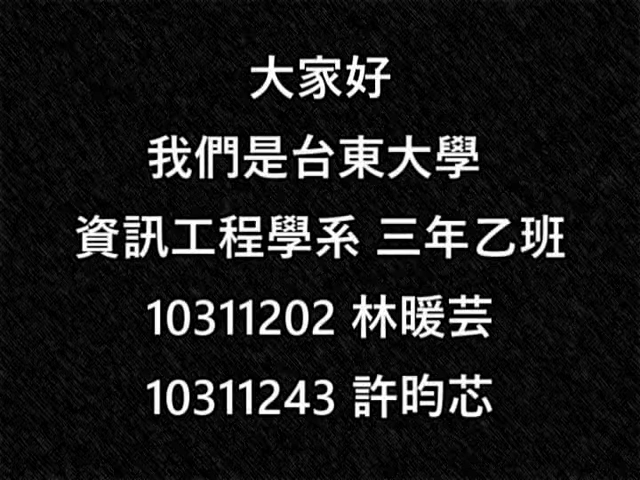 大家好
我們是台東大學
資訊工程學系 三年乙班
10311202 林暖芸
10311243 許昀芯